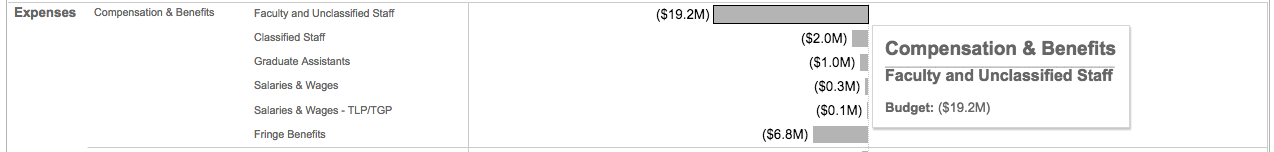 Expenses Compensation & Benefits Faculty and Unclassified Staff ($19.2M)
Classified Staff ($2.0M)
Graduate Assistants ($1.0M)
Salaries & Wages ($0.3M)
Salaries & Wages - TLP/TGP ($0.1M)
Fringe Benefits ($6.8M)
Compensation & Benefits
Faculty and Unclassified Staff
Budget: ($19.2M)